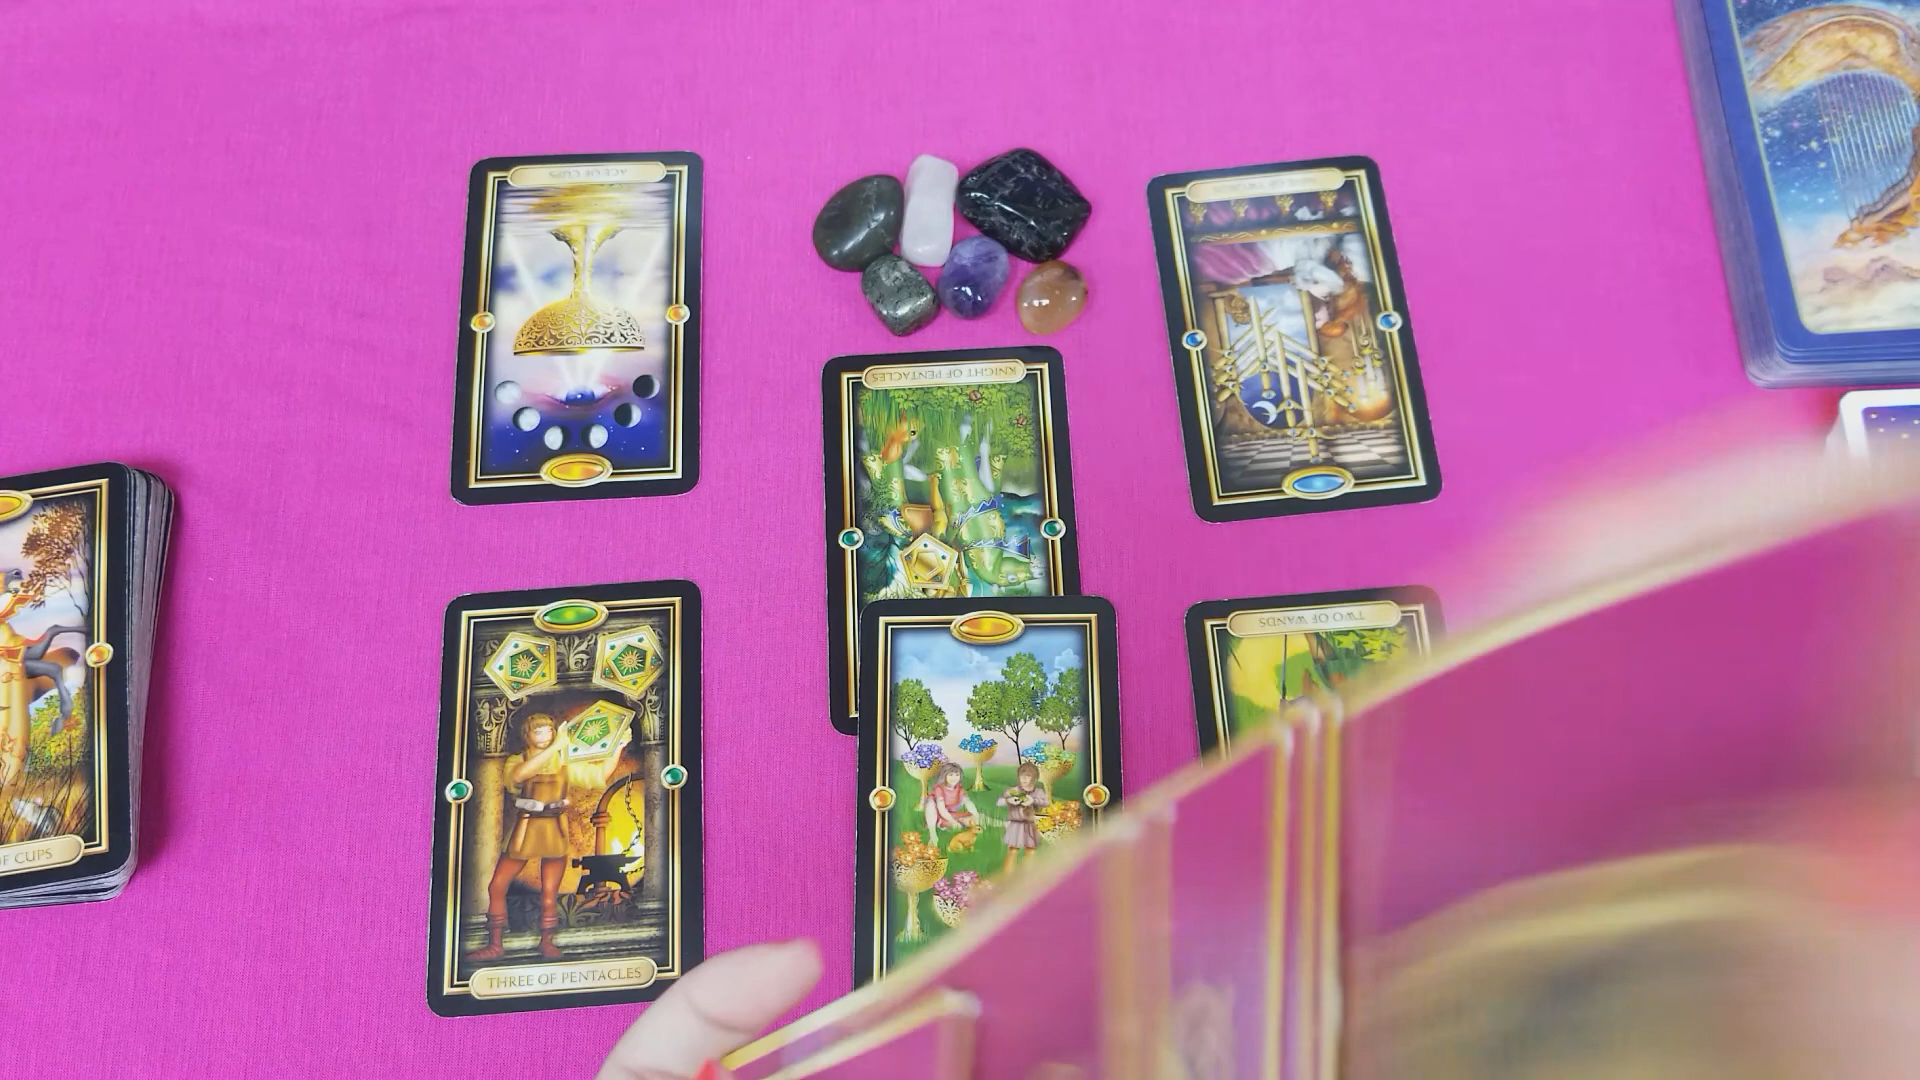 ACE OF CUPS
KNIGHT OF PENTACLES
TWO OF WANDS
OF CUPS
THREE OF PENTACLES